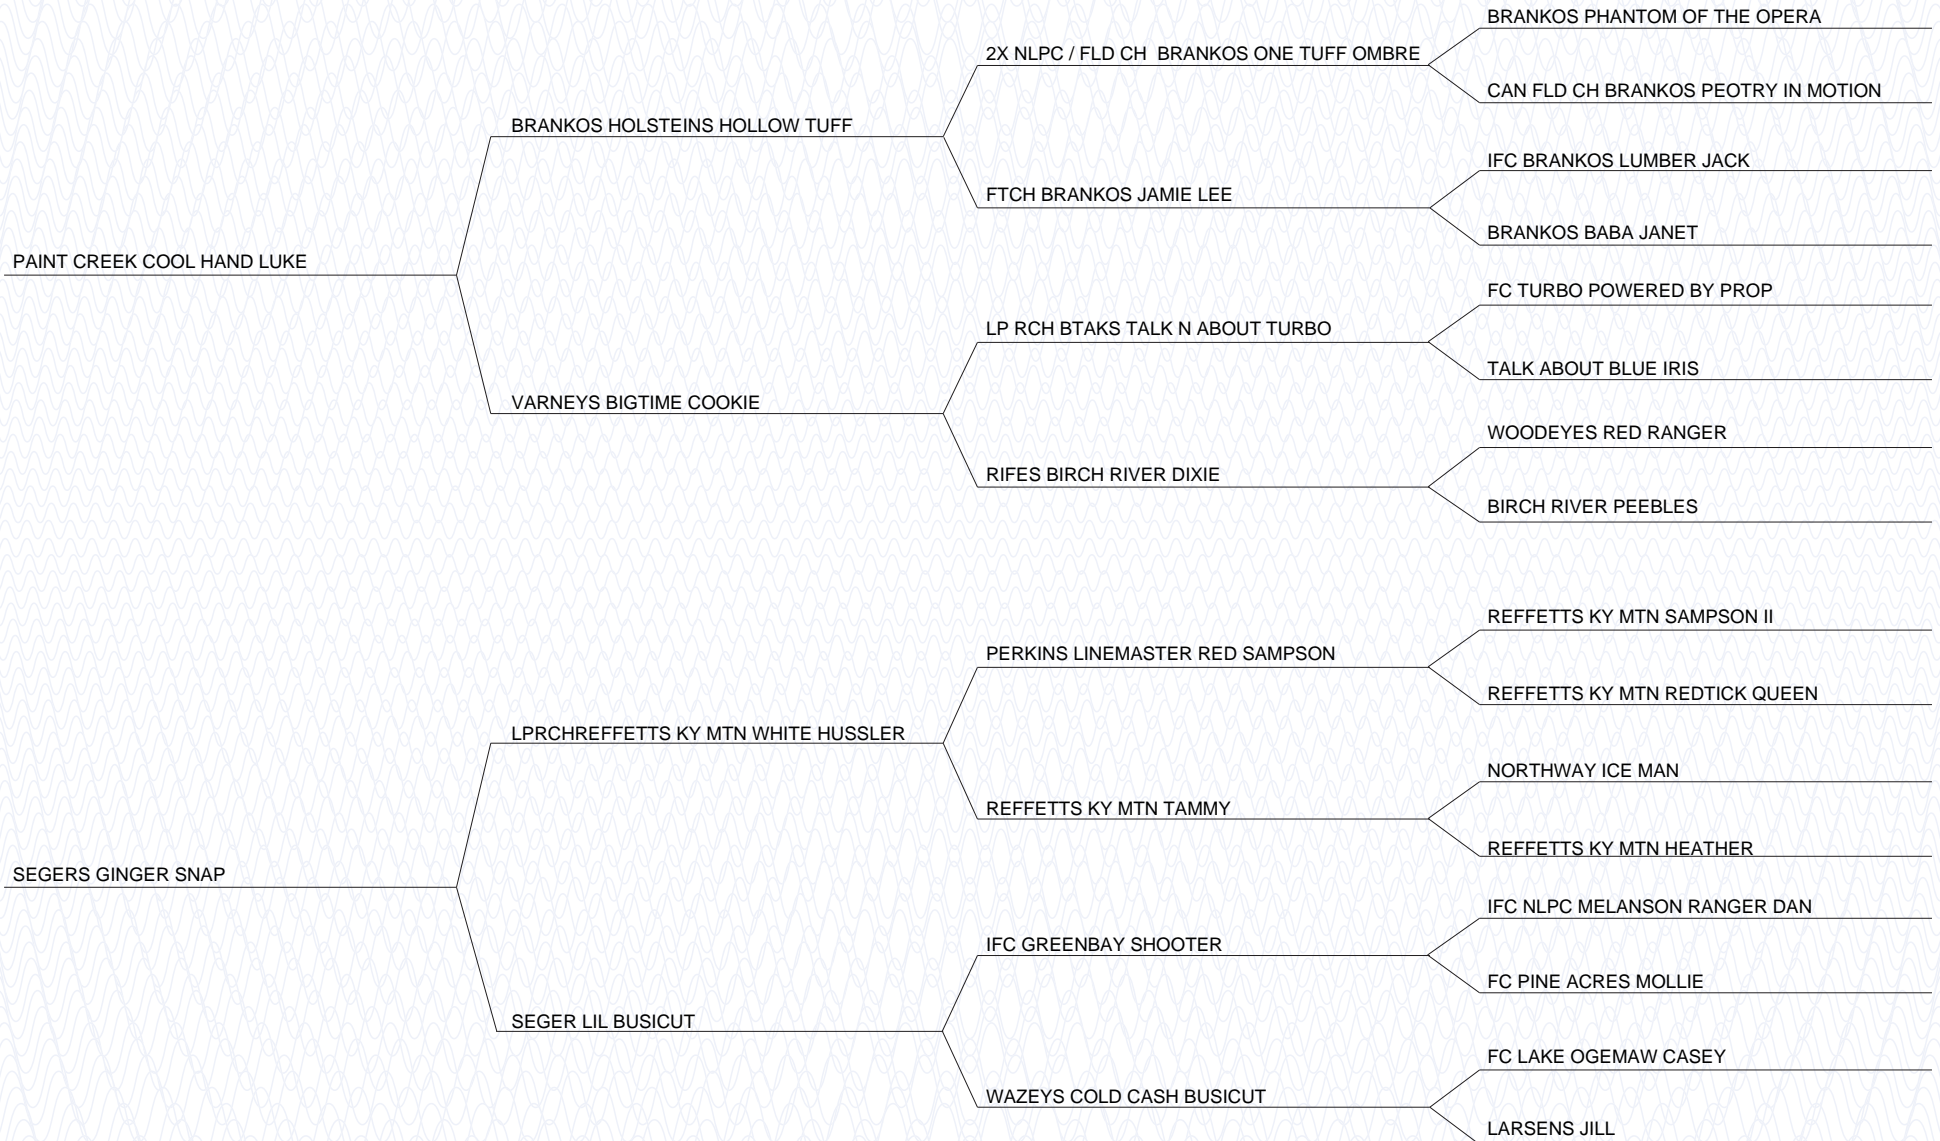 BRANKOS PHANTOM OF THE OPERA
2X NLPC / FLD CH  BRANKOS ONE TUFF OMBRE
CAN FLD CH BRANKOS PEOTRY IN MOTION
BRANKOS HOLSTEINS HOLLOW TUFF
IFC BRANKOS LUMBER JACK
FTCH BRANKOS JAMIE LEE
BRANKOS BABA JANET
PAINT CREEK COOL HAND LUKE
FC TURBO POWERED BY PROP
LP RCH BTAKS TALK N ABOUT TURBO
TALK ABOUT BLUE IRIS
VARNEYS BIGTIME COOKIE
WOODEYES RED RANGER
RIFES BIRCH RIVER DIXIE
BIRCH RIVER PEEBLES
REFFETTS KY MTN SAMPSON II
PERKINS LINEMASTER RED SAMPSON
REFFETTS KY MTN REDTICK QUEEN
LPRCHREFFETTS KY MTN WHITE HUSSLER
NORTHWAY ICE MAN
REFFETTS KY MTN TAMMY
REFFETTS KY MTN HEATHER
SEGERS GINGER SNAP
IFC NLPC MELANSON RANGER DAN
IFC GREENBAY SHOOTER
FC PINE ACRES MOLLIE
SEGER LIL BUSICUT
FC LAKE OGEMAW CASEY
WAZEYS COLD CASH BUSICUT
LARSENS JILL